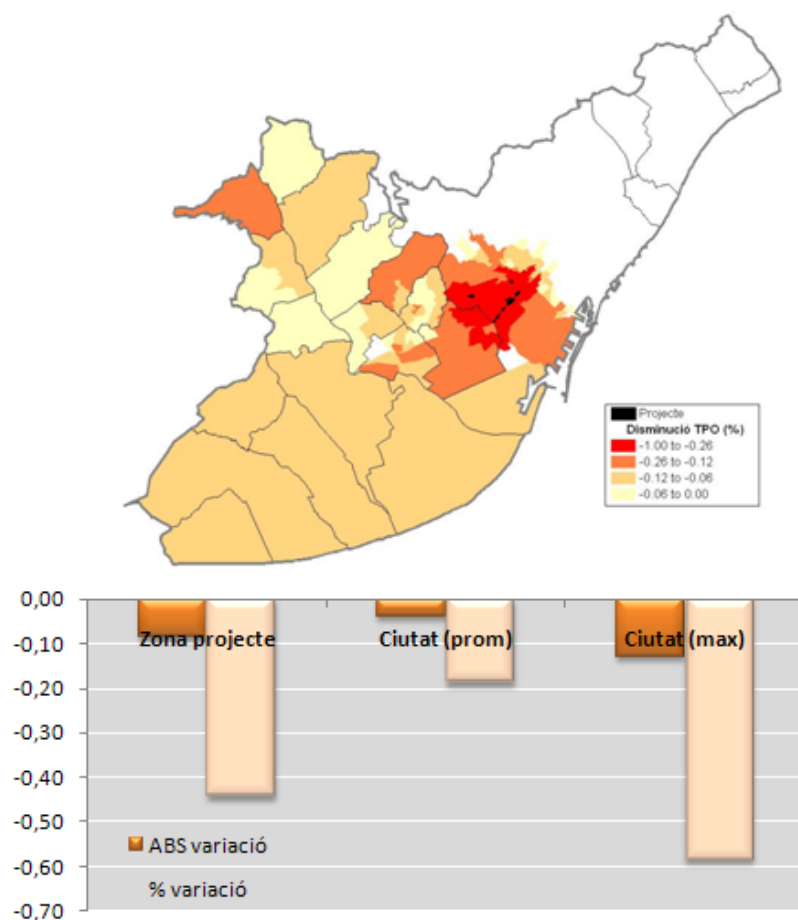 Projecte
Disminució TPO (%)
-1.00 to -0.26
-0.26 to -0.12
-0.12 to -0.06
-0.06 to 0.00
0,00
-0,10
-0,20
-0,30
-0,40
-0,50
-0,60
-0,70
Zona projecte
Ciutat (prom)
Ciutat (max)
ABS variació
% variació